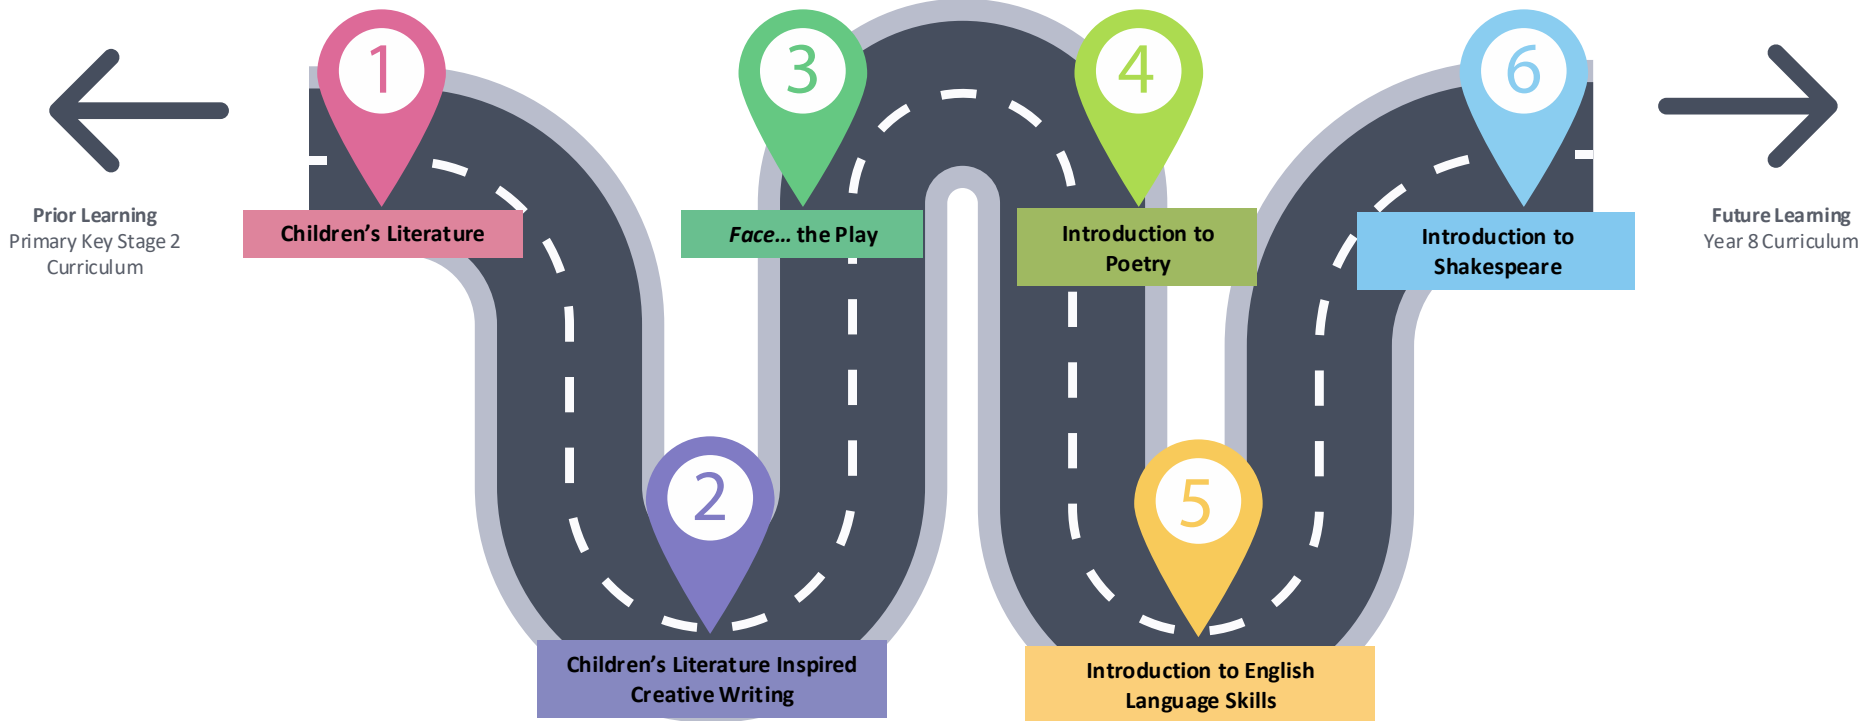 Prior Learning
Primary Key Stage 2
Curriculum
1
Children's Literature
2
Children's Literature Inspired
Creative Writing
3
Face... the Play
4
Introduction to
Poetry
5
Introduction to English
Language Skills
6
Introduction to
Shakespeare
Future Learning
Year 8 Curriculum